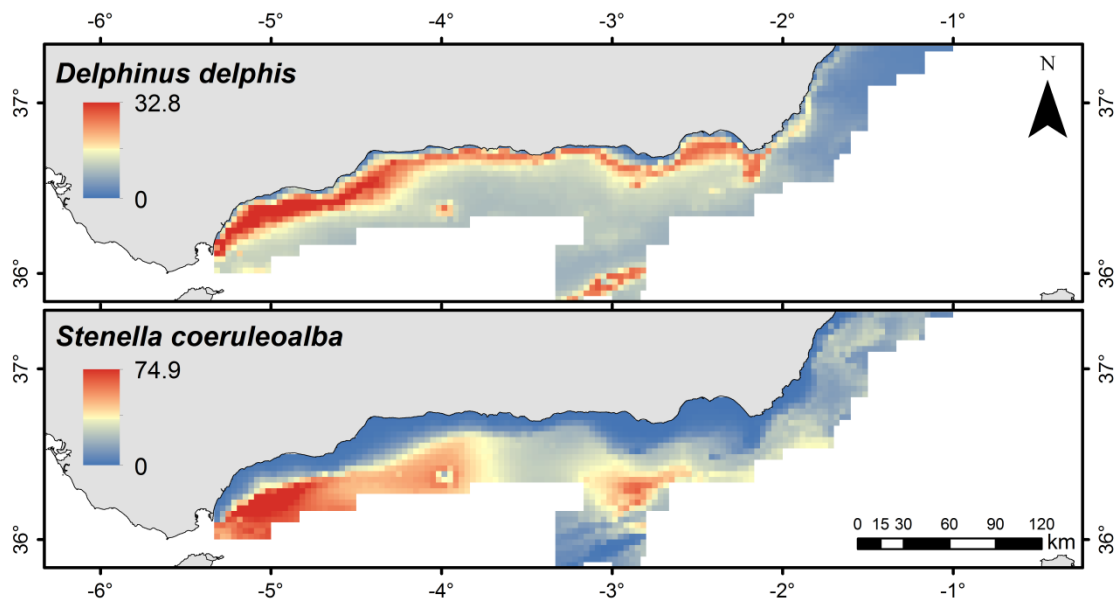 -6° -5° -4° -3° -2° -1°
Delphinus delphis
32.8
0
N
37° 37°
36° 36°
Stenella coeruleoalba
74.9
0
37° 37°
36° 36°
0 15 30 60 90 120
km
-6° -5° -4° -3° -2° -1°